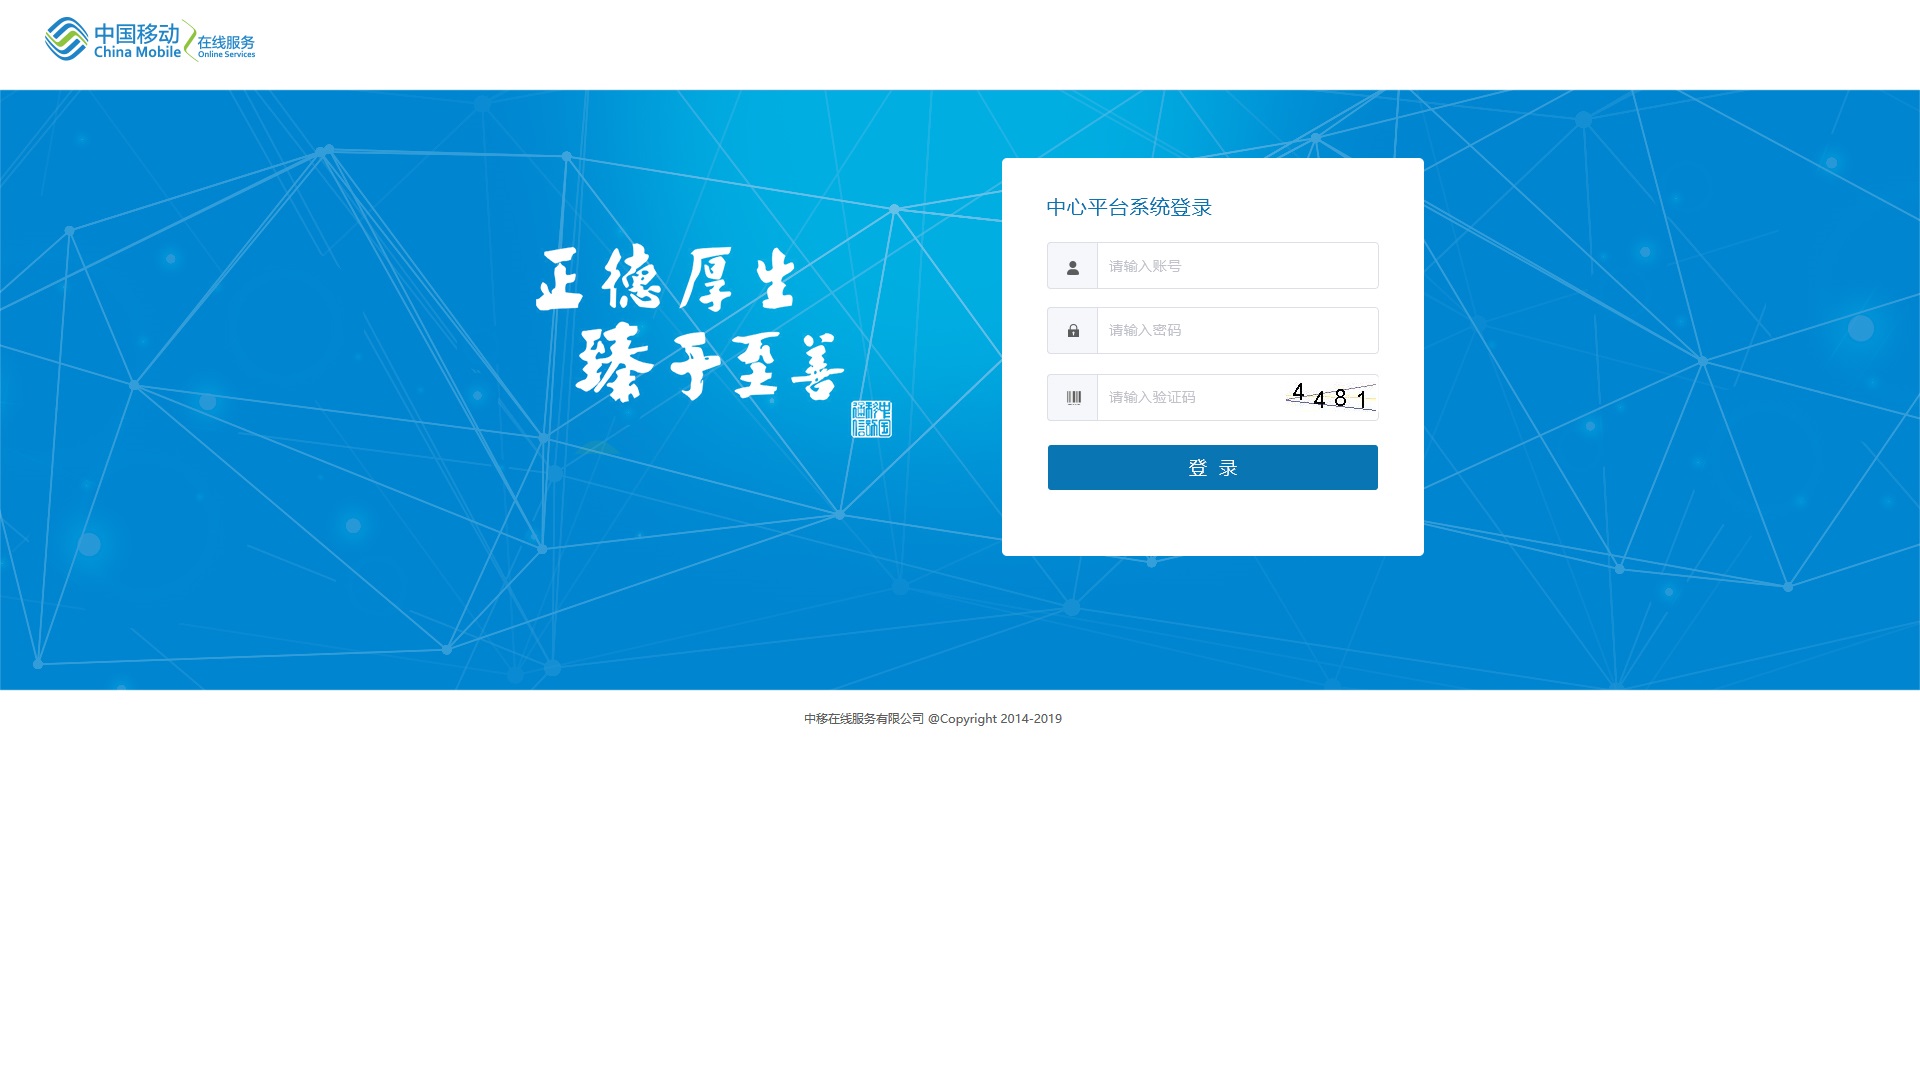 中国移动
China Mobile
在线服务
Online Services
中心平台系统登录
正德厚生
臻于至善
请输入账号
请输入密码
请输入验证码
4481
登 录
中移在线服务有限公司 @Copyright 2014-2019